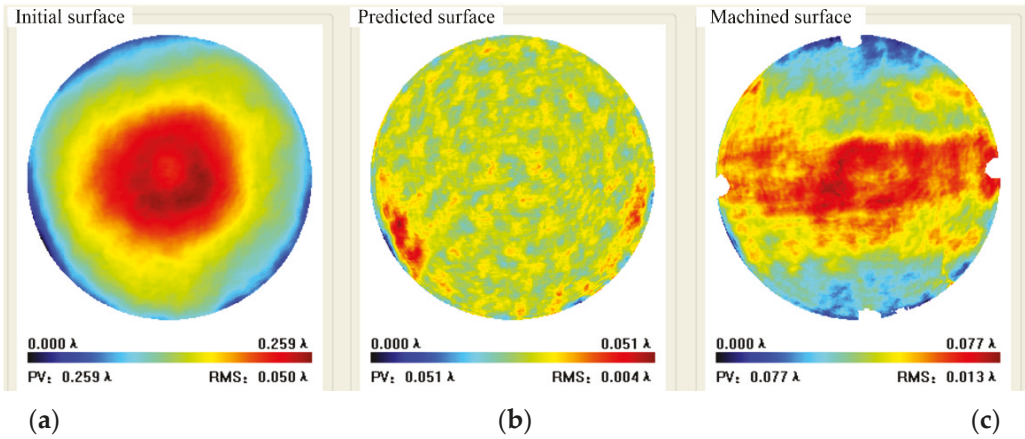 Initial surface
0.000 λ 0.259 λ
PV: 0.259 λ RMS: 0.050 λ
(a)
Predicted surface
0.000 λ 0.051 λ
PV: 0.051 λ RMS: 0.004 λ
(b)
Machined surface
0.000 λ 0.077 λ
PV: 0.077 λ RMS: 0.013 λ
(c)